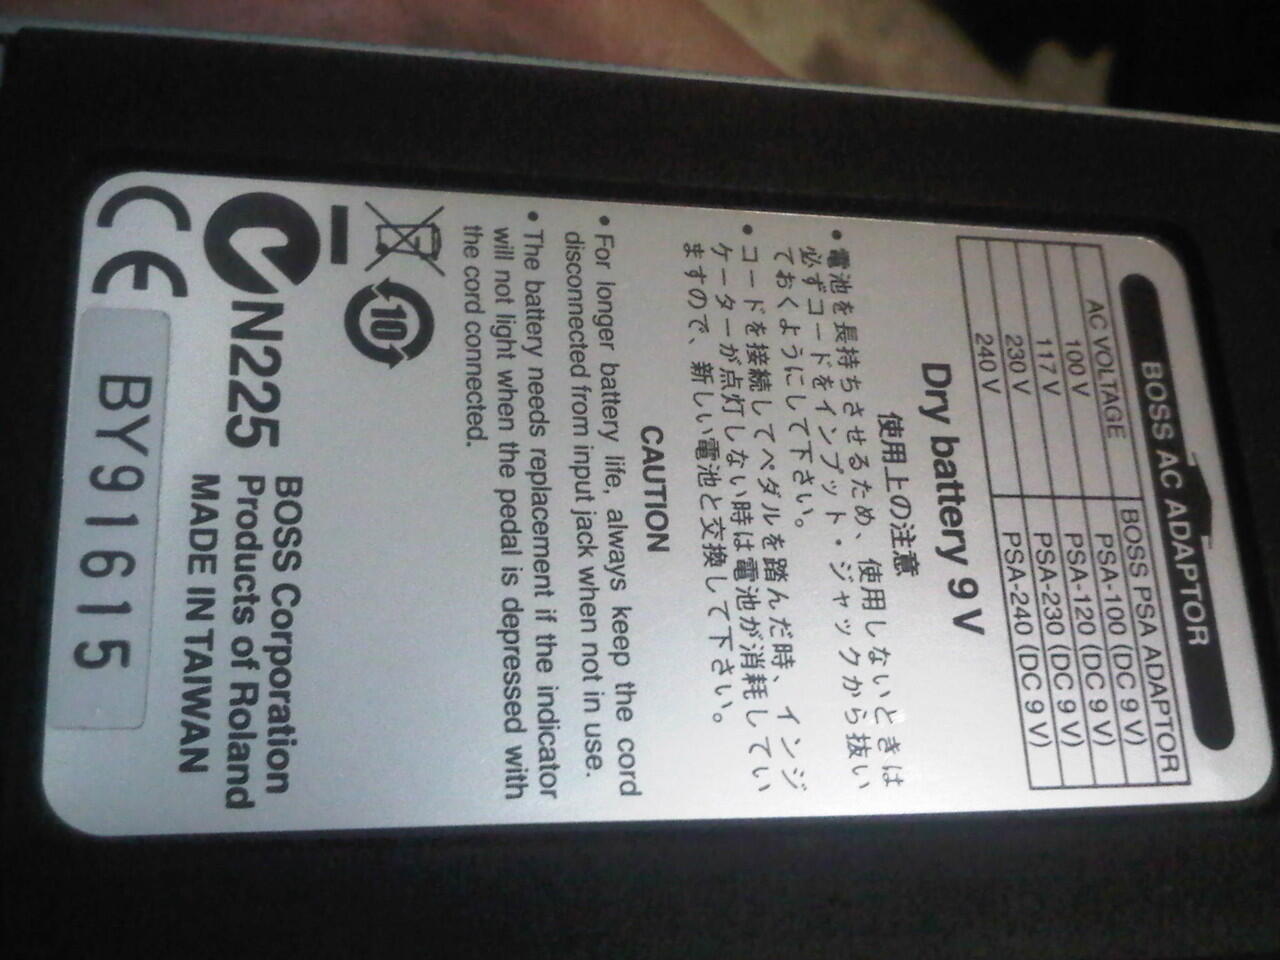 BOSS AC ADAPTOR
AC VOLTAGE BOSS PSA ADAPTOR
100 V PSA-100 (DC 9 V)
117 V PSA-120 (DC 9 V)
230 V PSA-230 (DC 9 V)
240 V PSA-240 (DC 9 V)
Dry battery 9 V
使用上の注意
• 電池を長持ちさせるため、使用しないときは
必ずコードをインプット・ジャックから抜い
ておくようにして下さい。
• コードを接続してペダルを踏んだ時、インジ
ケーターが点灯しない時は電池が消耗してい
ますので、新しい電池と交換して下さい。
CAUTION
• For longer battery life, always keep the cord
disconnected from input jack when not in use.
• The battery needs replacement if the indicator
will not light when the pedal is depressed with
the cord connected.
10
N225
BOSS Corporation
Products of Roland
MADE IN TAIWAN
CE
BY91615